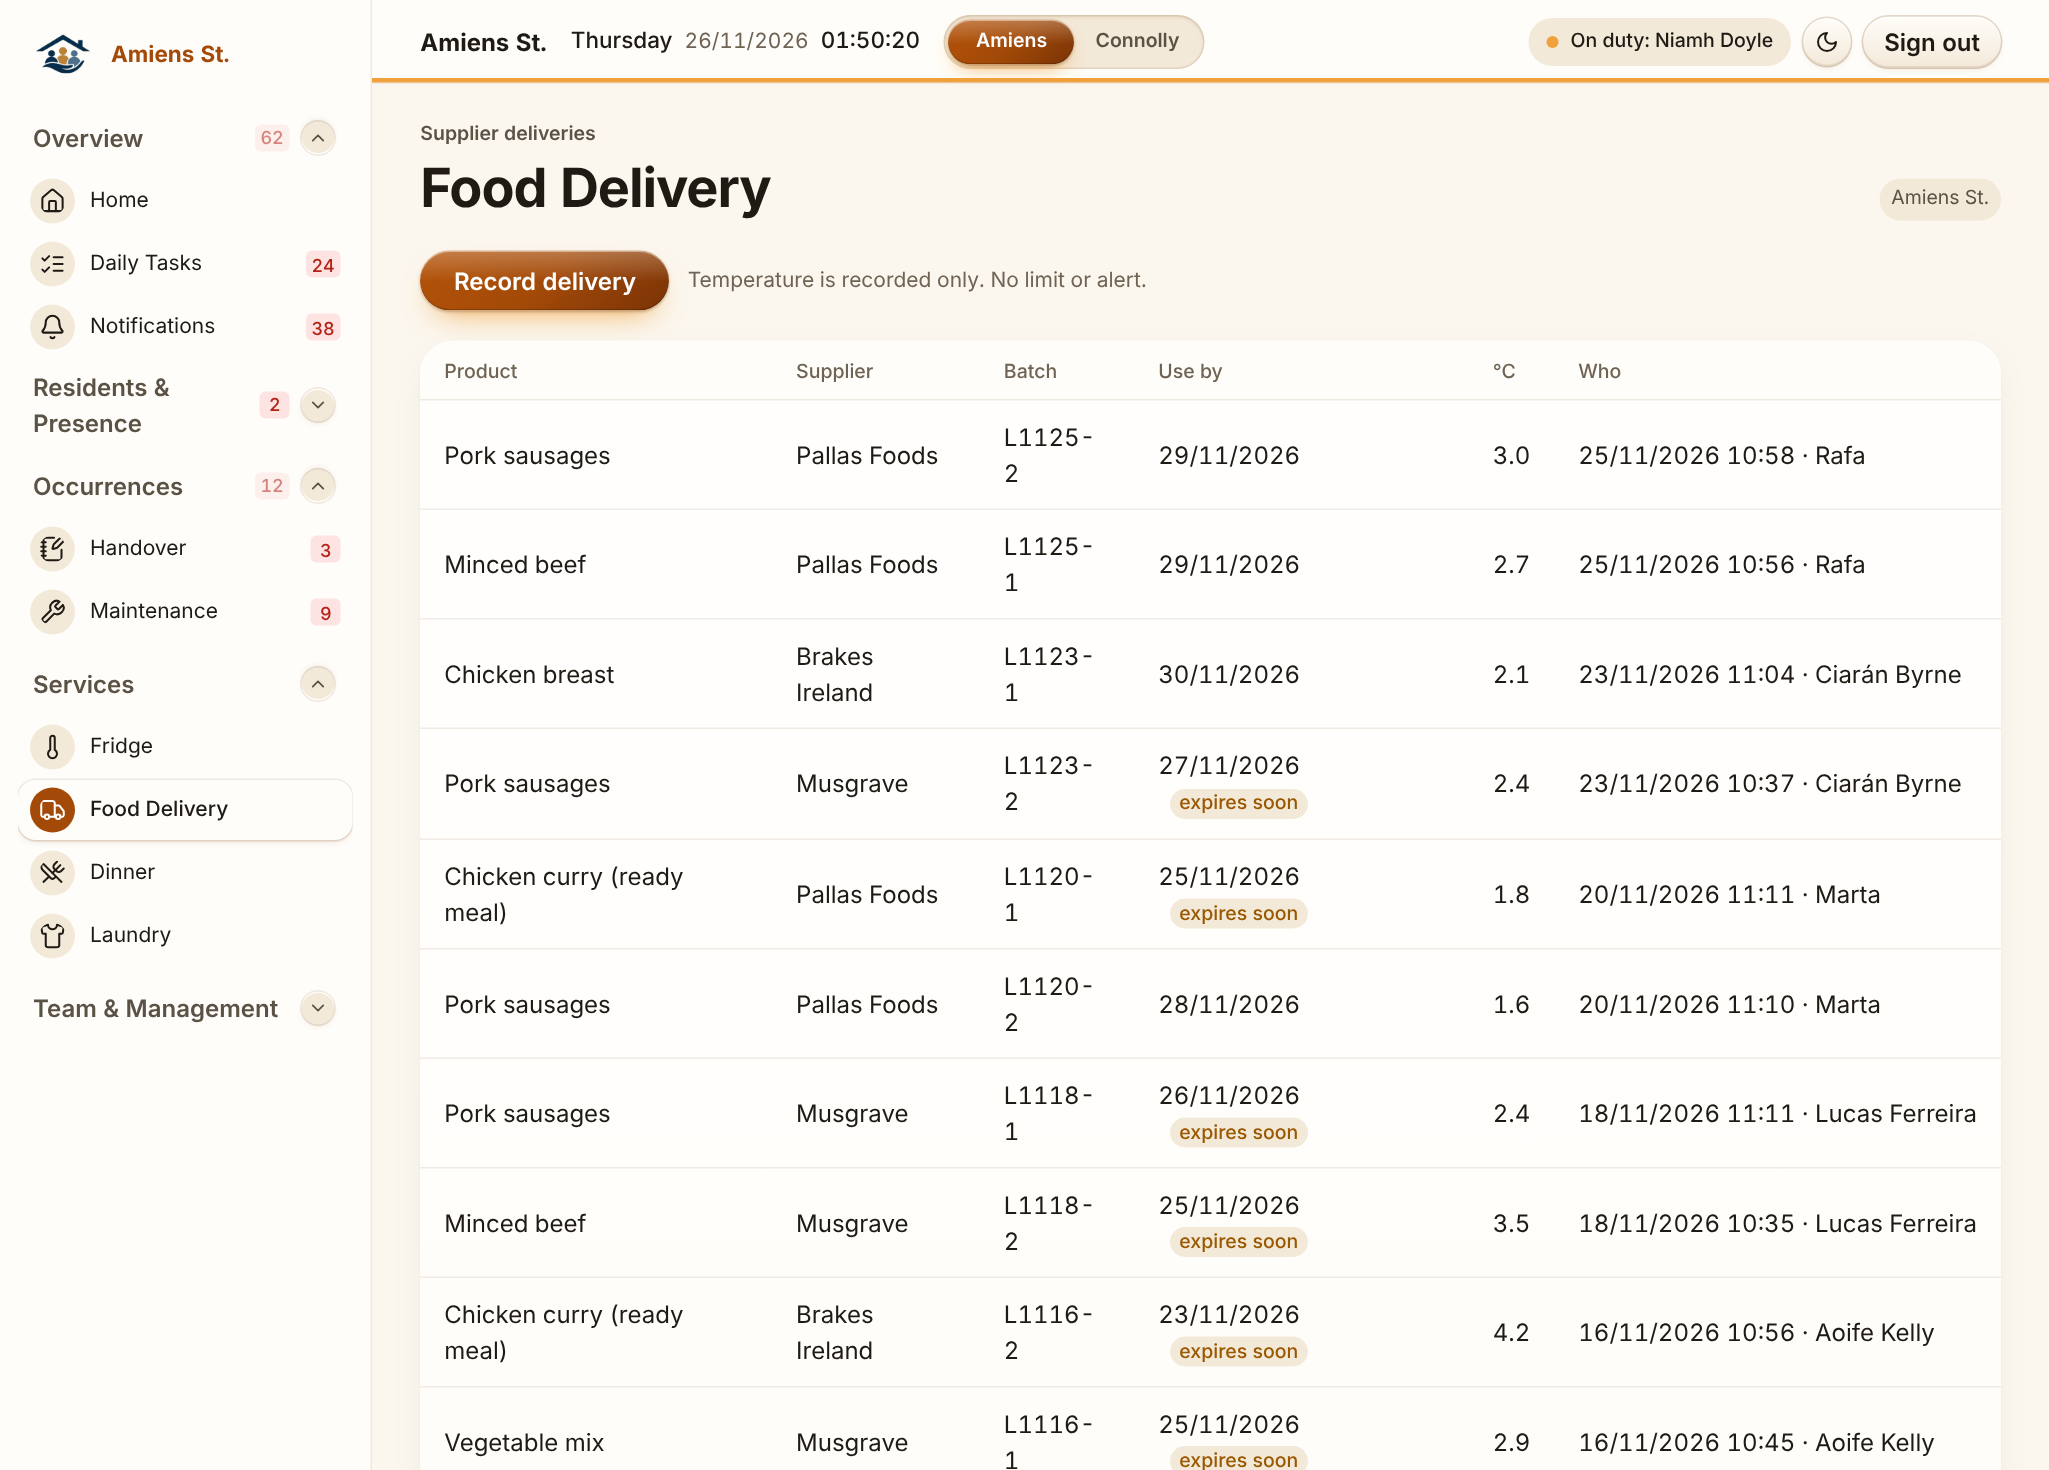 Amiens St.
Overview 62
Home
Daily Tasks 24
Notifications 38
Residents &
Presence 2
Occurrences 12
Handover 3
Maintenance 9
Services
Fridge
Food Delivery
Dinner
Laundry
Team & Management
Amiens St. Thursday 26/11/2026 01:50:20 Amiens Connolly On duty: Niamh Doyle Sign out
Supplier deliveries
Food Delivery
Amiens St.
Record delivery Temperature is recorded only. No limit or alert.
Product Supplier Batch Use by °C Who
Pork sausages Pallas Foods L1125-2 29/11/2026 3.0 25/11/2026 10:58 · Rafa
Minced beef Pallas Foods L1125-1 29/11/2026 2.7 25/11/2026 10:56 · Rafa
Chicken breast Brakes Ireland L1123-1 30/11/2026 2.1 23/11/2026 11:04 · Ciarán Byrne
Pork sausages Musgrave L1123-2 27/11/2026 expires soon 2.4 23/11/2026 10:37 · Ciarán Byrne
Chicken curry (ready meal) Pallas Foods L1120-1 25/11/2026 expires soon 1.8 20/11/2026 11:11 · Marta
Pork sausages Pallas Foods L1120-2 28/11/2026 1.6 20/11/2026 11:10 · Marta
Pork sausages Musgrave L1118-1 26/11/2026 expires soon 2.4 18/11/2026 11:11 · Lucas Ferreira
Minced beef Musgrave L1118-2 25/11/2026 expires soon 3.5 18/11/2026 10:35 · Lucas Ferreira
Chicken curry (ready meal) Brakes Ireland L1116-2 23/11/2026 expires soon 4.2 16/11/2026 10:56 · Aoife Kelly
Vegetable mix Musgrave L1116-1 25/11/2026 expires soon 2.9 16/11/2026 10:45 · Aoife Kelly